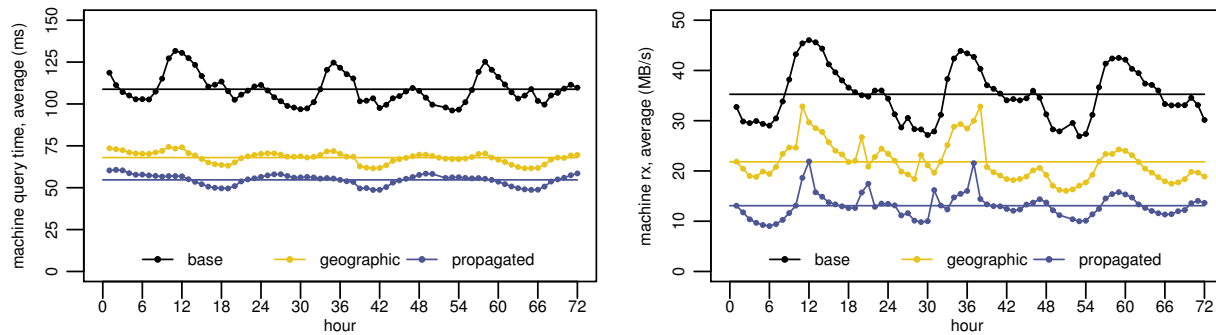 machine query time, average (ms)
150
125
100
75
50
25
0
base
geographic
propagated
0 6 12 18 24 30 36 42 48 54 60 66 72
hour
machine rx, average (MB/s)
50
40
30
20
10
0
base
geographic
propagated
0 6 12 18 24 30 36 42 48 54 60 66 72
hour